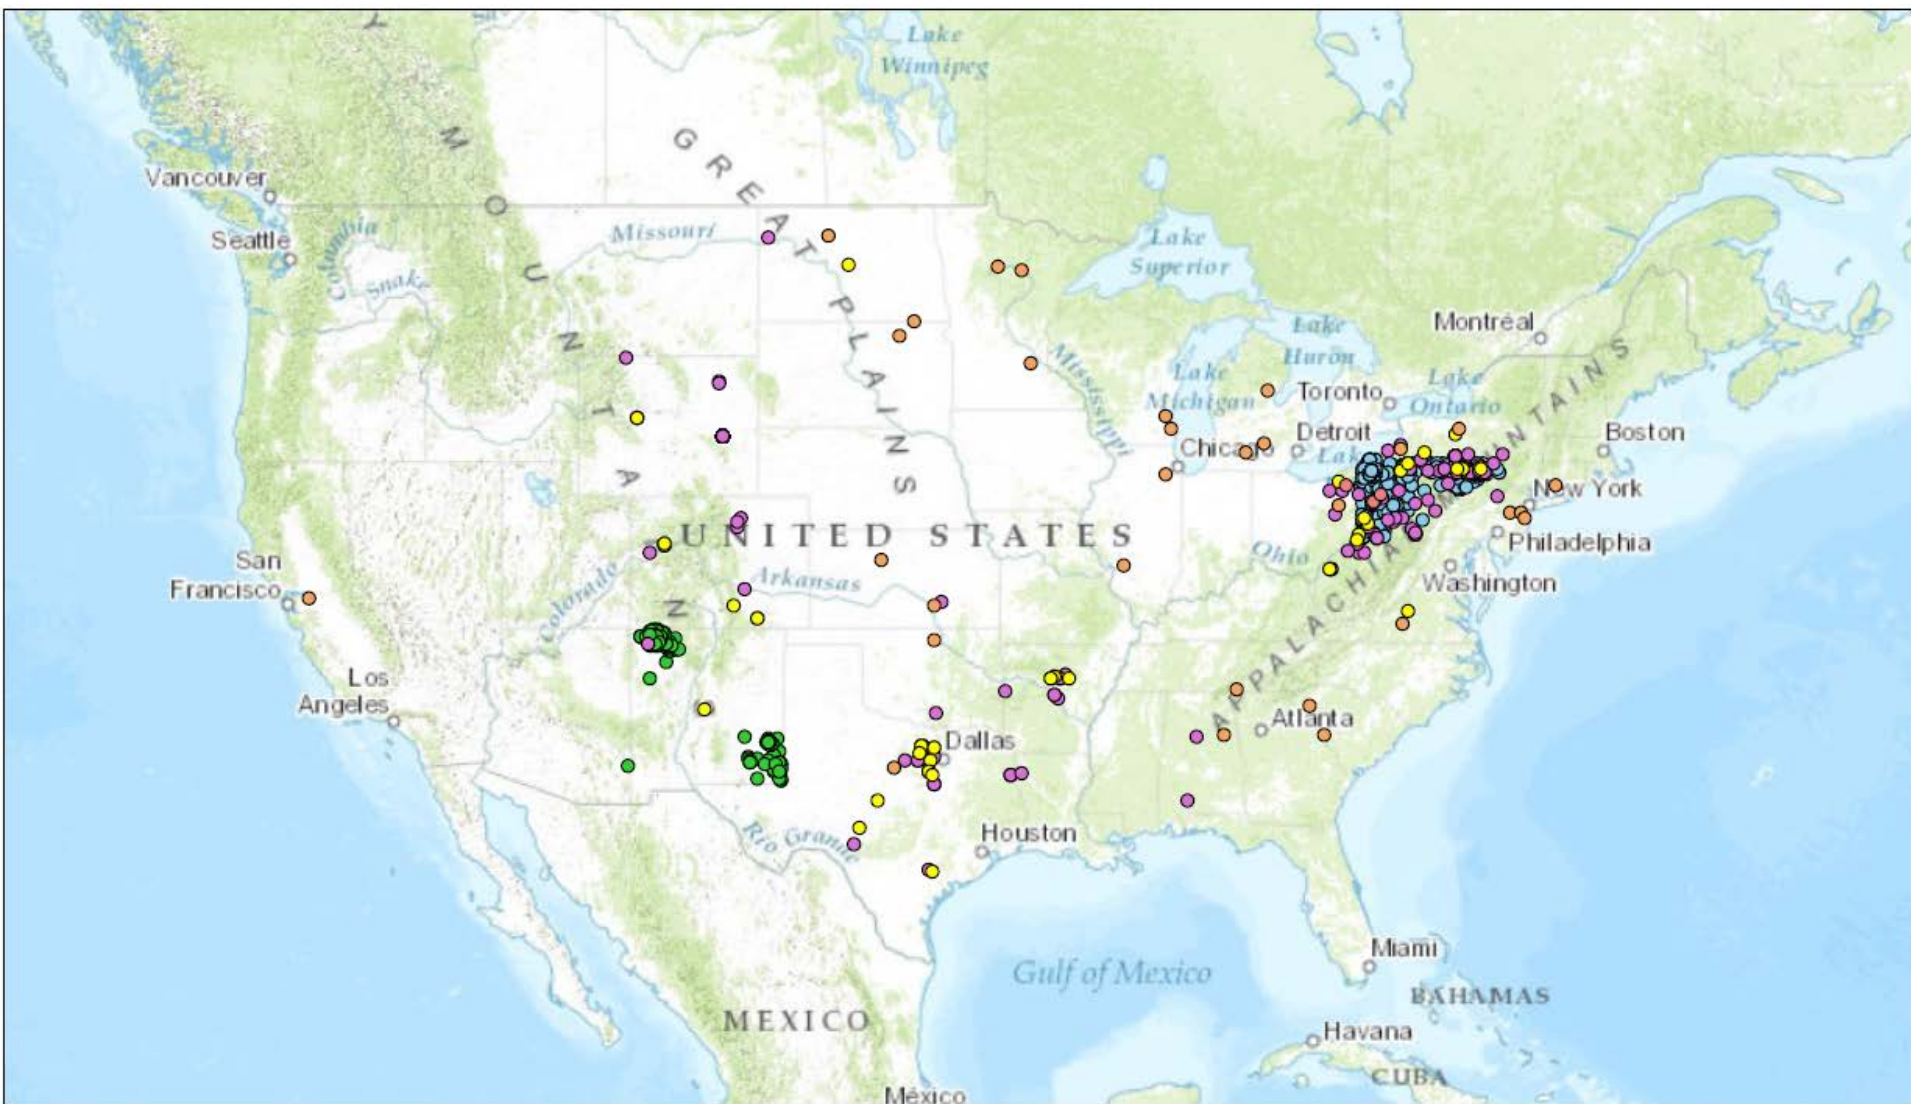 Lake
Winnipeg
Y
M
O
U
N
T
A
I
N
GREAT PLAINS
Vancouver
Seattle
Columbia
Snake
Missouri
Lake
Superior
Montréal
Lake
Huron
Lake
Michigan
Toronto
Lake
Ontario
Mississippi
Chicago
Detroit
Lake
Boston
New York
UNITED STATES
Philadelphia
Ohio
Washington
San
Francisco
Colorado
Arkansas
APPALACHIAN MOUNTAINS
Los
Angeles
Atlanta
Dallas
Rio Grande
Houston
Gulf of Mexico
Miami
BAHAMAS
MEXICO
Havana
CUBA
México